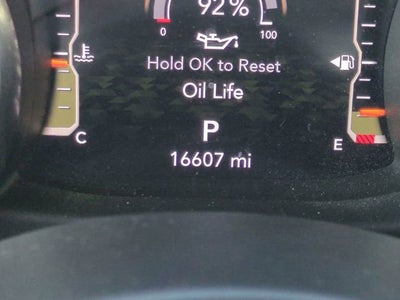 92%
0 100
Hold OK to Reset
Oil Life
P
C E
16607 mi